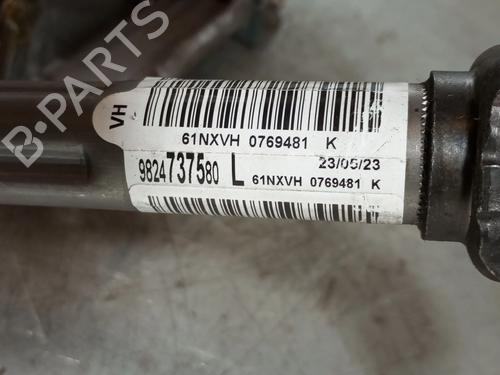 B-PARTS
VH
61NXVH 0769481 K
9824737580 L
23/05/23
61NXVH 0769481 K